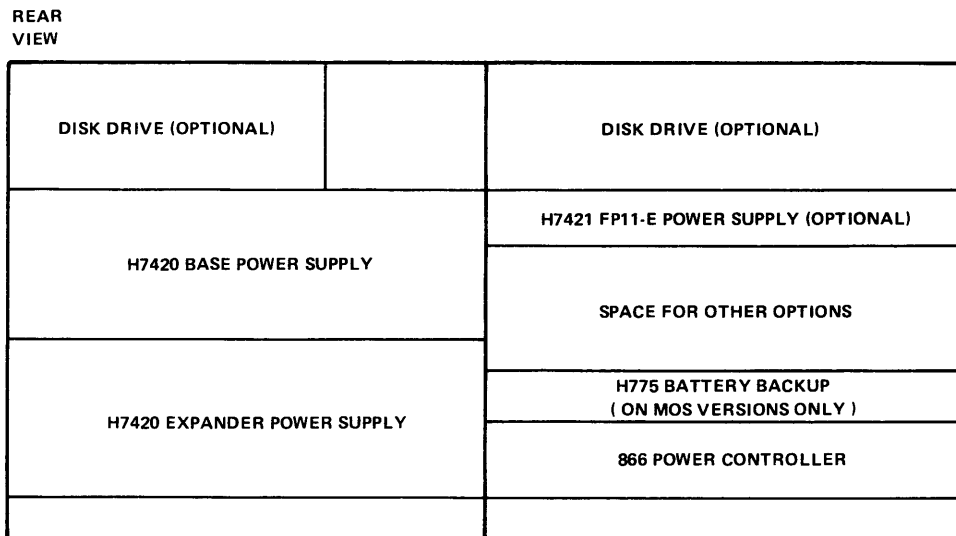 REAR
VIEW
DISK DRIVE (OPTIONAL)
DISK DRIVE (OPTIONAL)
H7420 BASE POWER SUPPLY
H7421 FP11-E POWER SUPPLY (OPTIONAL)
SPACE FOR OTHER OPTIONS
H7420 EXPANDER POWER SUPPLY
H775 BATTERY BACKUP
( ON MOS VERSIONS ONLY )
866 POWER CONTROLLER